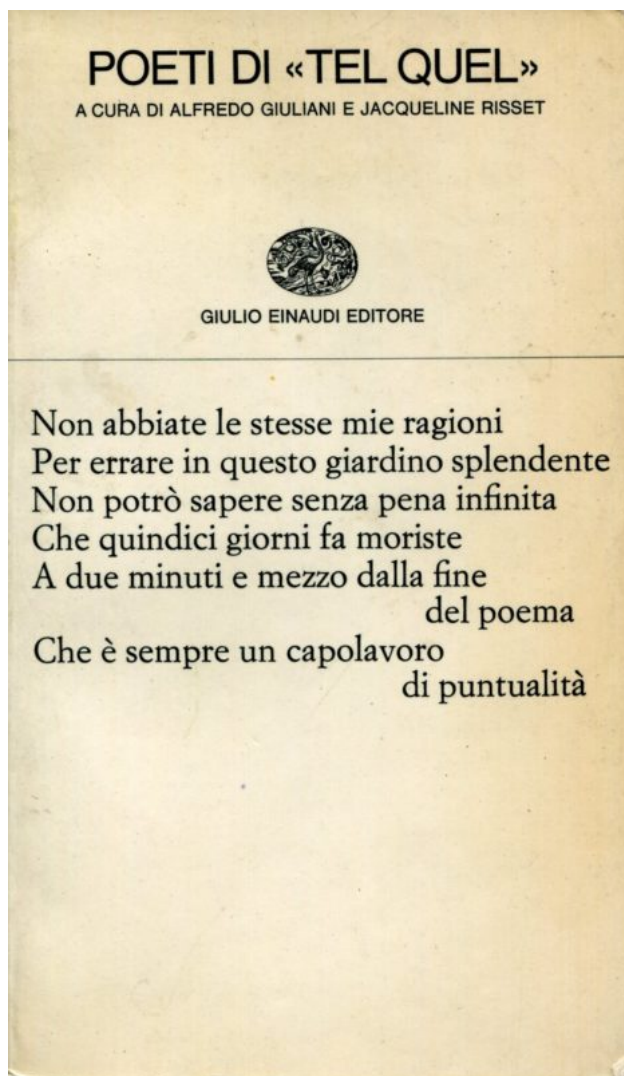 POETI DI «TEL QUEL»
A CURA DI ALFREDO GIULIANI E JACQUELINE RISSET
GIULIO EINAUDI EDITORE
Non abbiate le stesse mie ragioni
Per errare in questo giardino splendente
Non potrò sapere senza pena infinita
Che quindici giorni fa moriste
A due minuti e mezzo dalla fine
del poema
Che è sempre un capolavoro
di puntualità